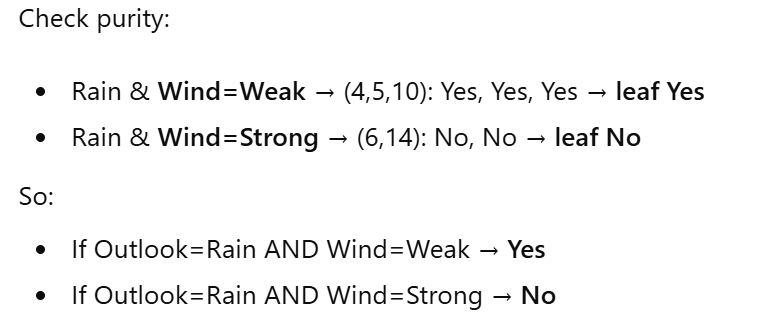 Check purity:
• Rain & Wind=Weak → (4,5,10): Yes, Yes, Yes → leaf Yes
• Rain & Wind=Strong → (6,14): No, No → leaf No
So:
• If Outlook=Rain AND Wind=Weak → Yes
• If Outlook=Rain AND Wind=Strong → No